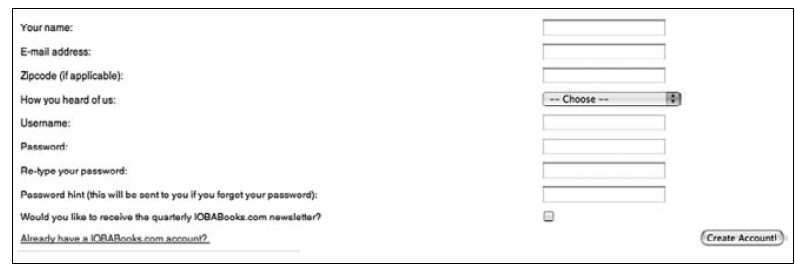 Your name:
E-mail address:
Zipcode (if applicable):
How you heard of us: -- Choose --
Username:
Password:
Re-type your password:
Password hint (this will be sent to you if you forget your password):
Would you like to receive the quarterly IOBABooks.com newsletter?
Already have a IOBABooks.com account? Create Account!